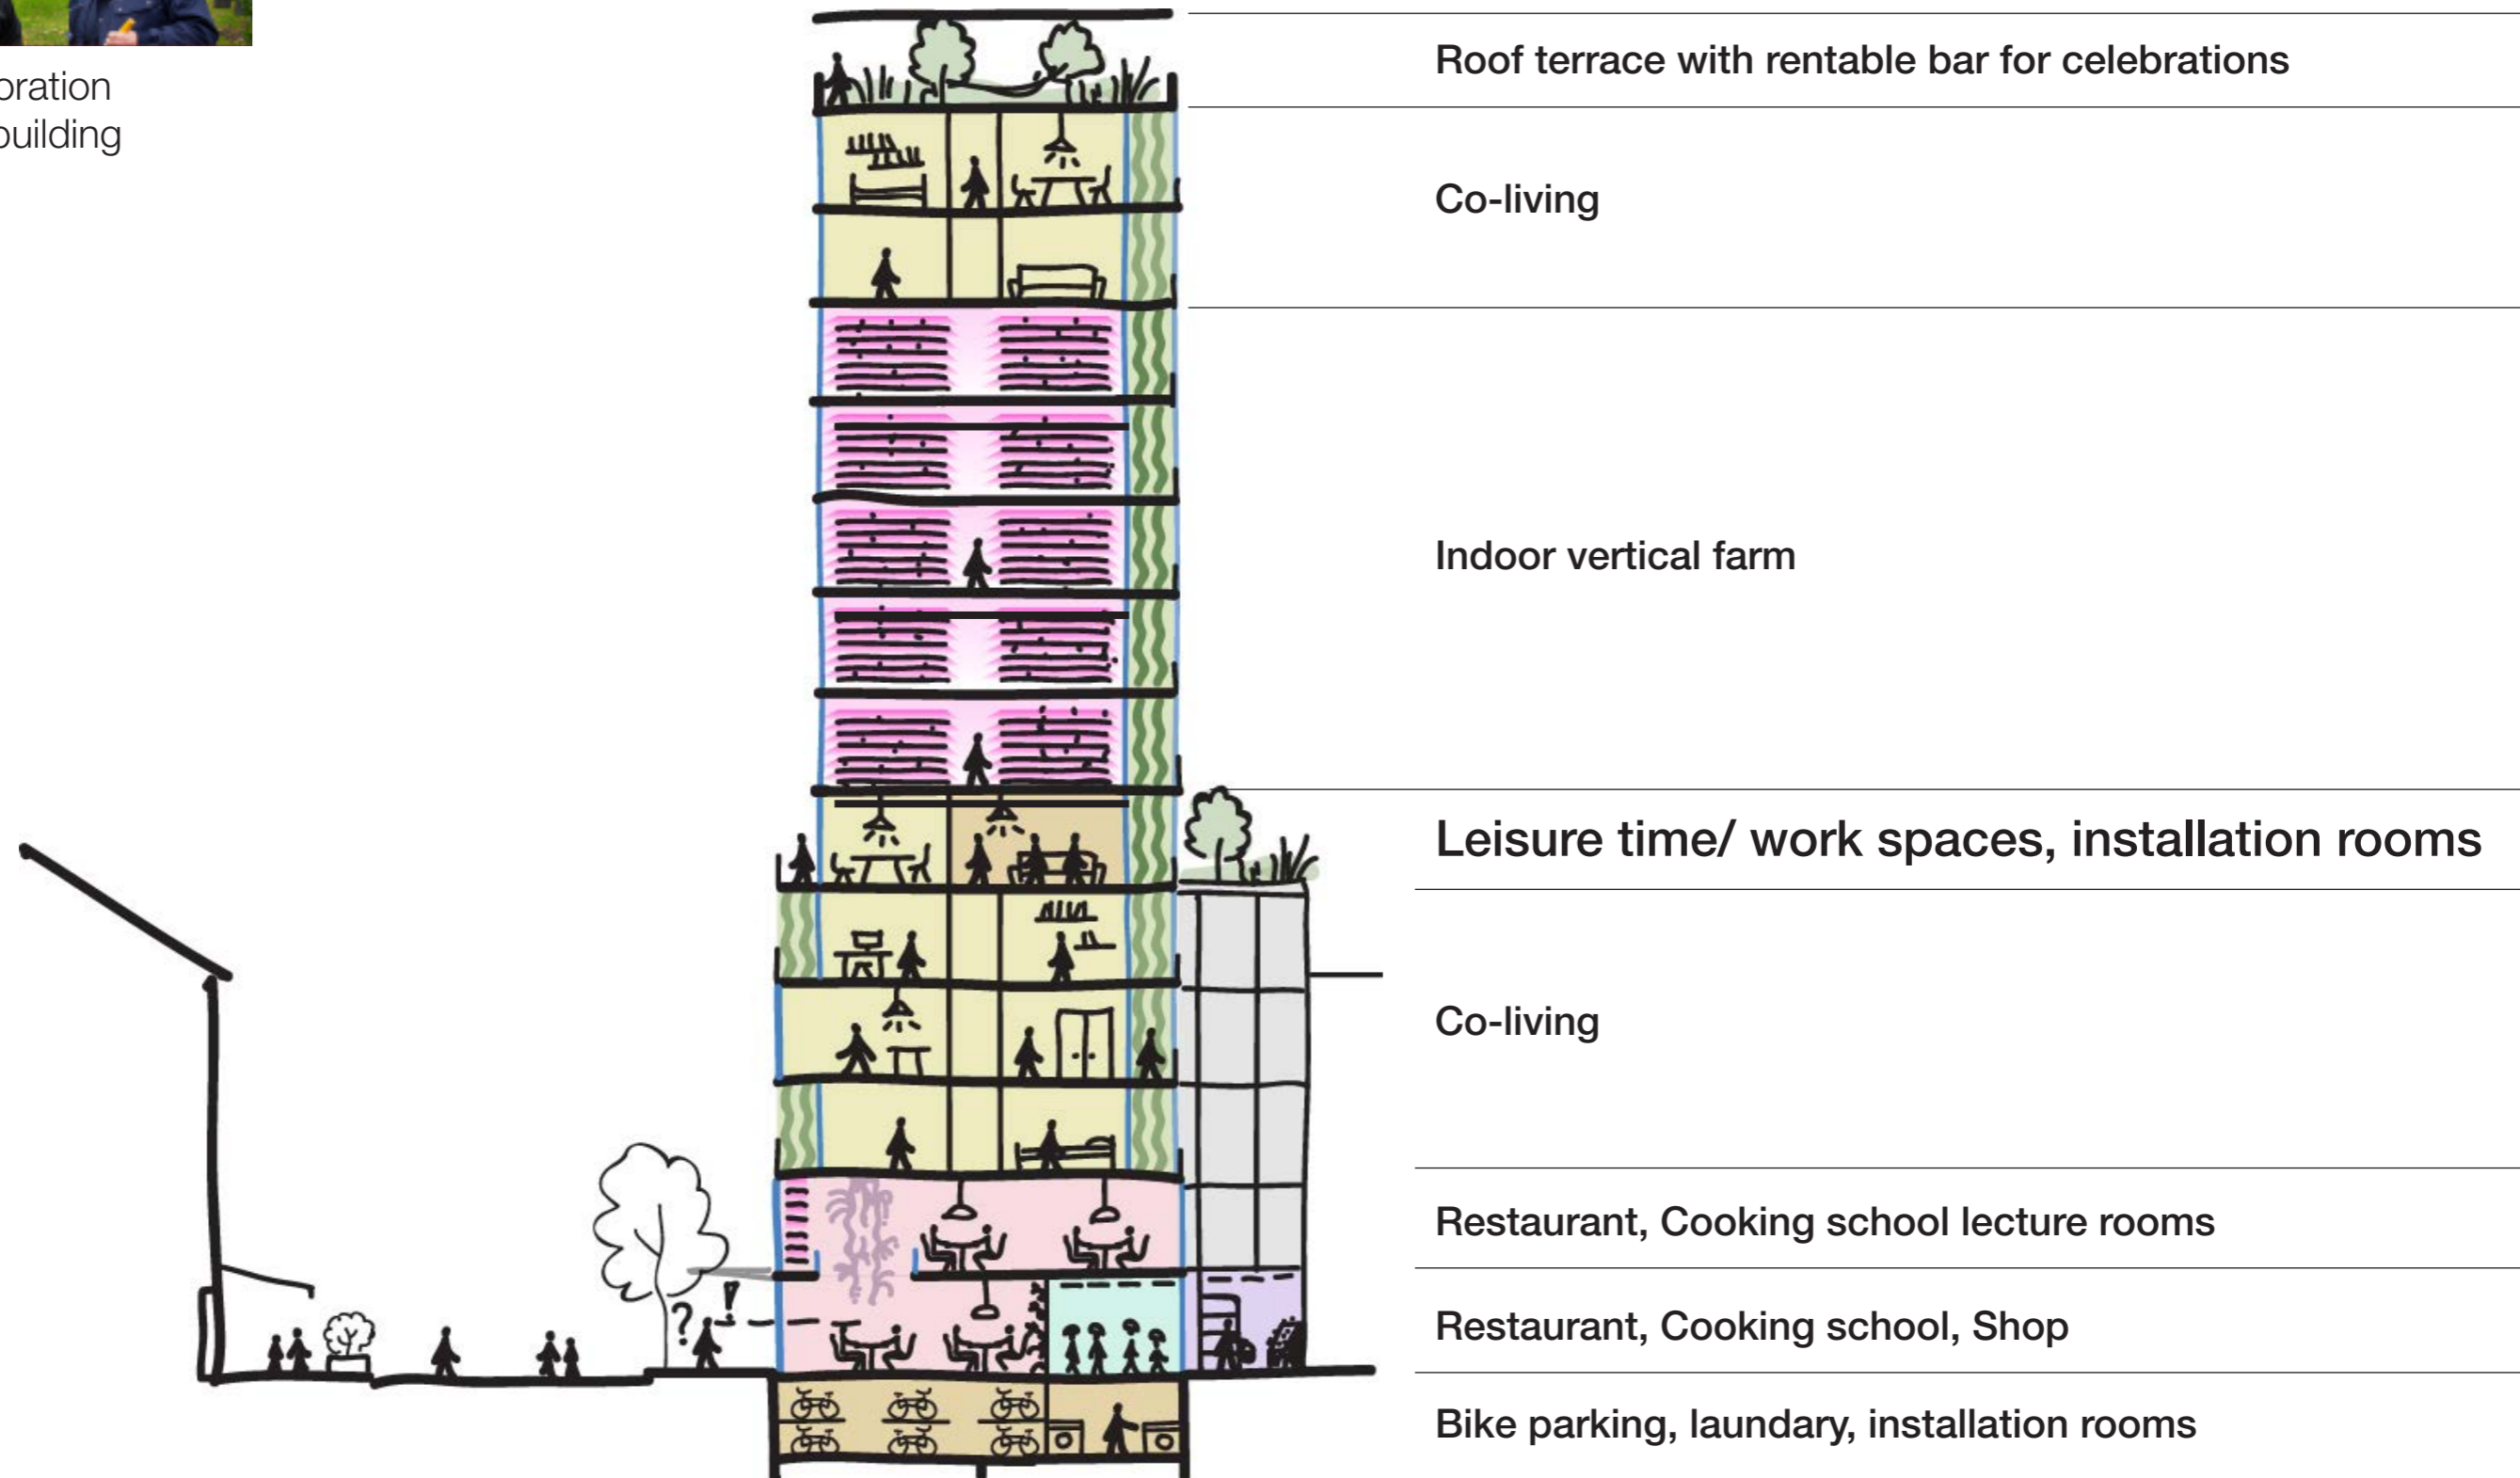 building
Roof terrace with rentable bar for celebrations
Co-living
Indoor vertical farm
Leisure time/ work spaces, installation rooms
Co-living
Restaurant, Cooking school lecture rooms
? !
Restaurant, Cooking school, Shop
Bike parking, laundary, installation rooms